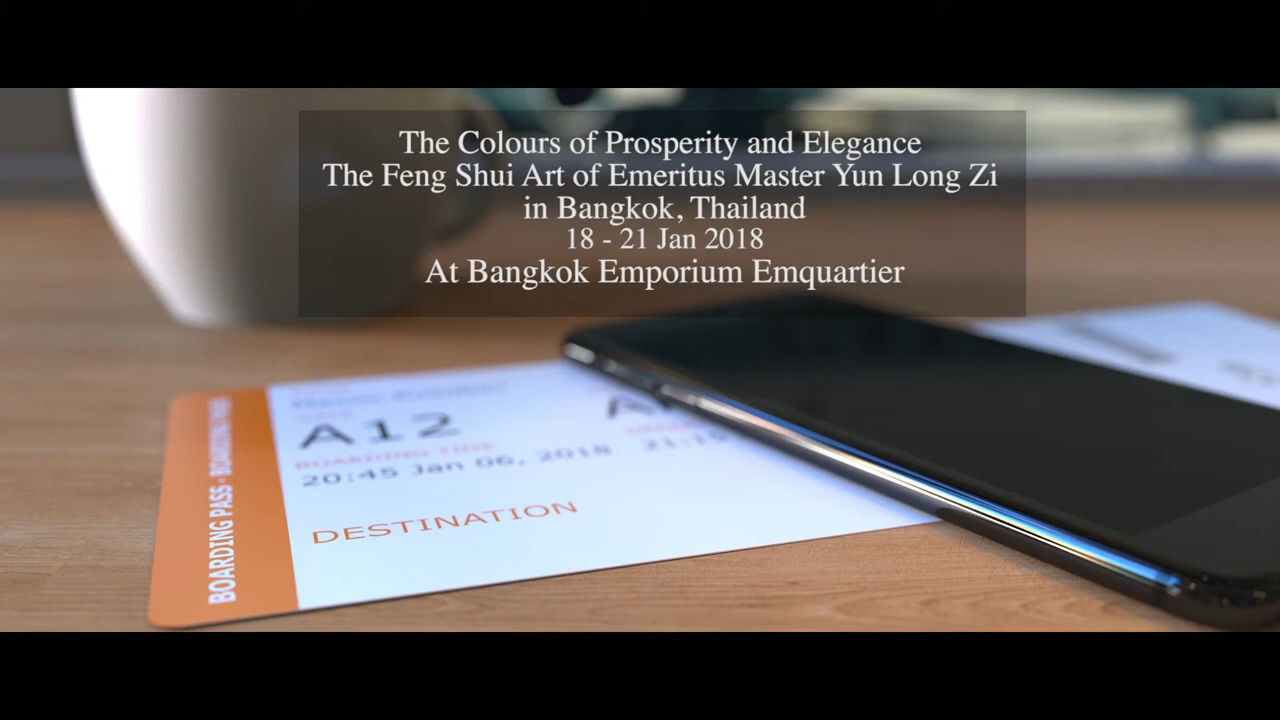 The Colours of Prosperity and Elegance
The Feng Shui Art of Emeritus Master Yun Long Zi
in Bangkok, Thailand
18 - 21 Jan 2018
At Bangkok Emporium Emquartier
A12
BOARDING TIME
20:45 Jan 06, 2018
DESTINATION
BOARDING PASS